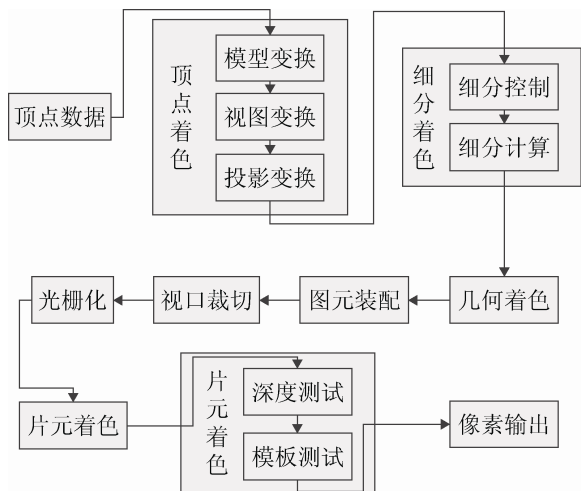 顶点数据
顶点着色
模型变换
视图变换
投影变换
细分着色
细分控制
细分计算
几何着色
图元装配
视口裁切
光栅化
片元着色
片元着色
深度测试
模板测试
像素输出